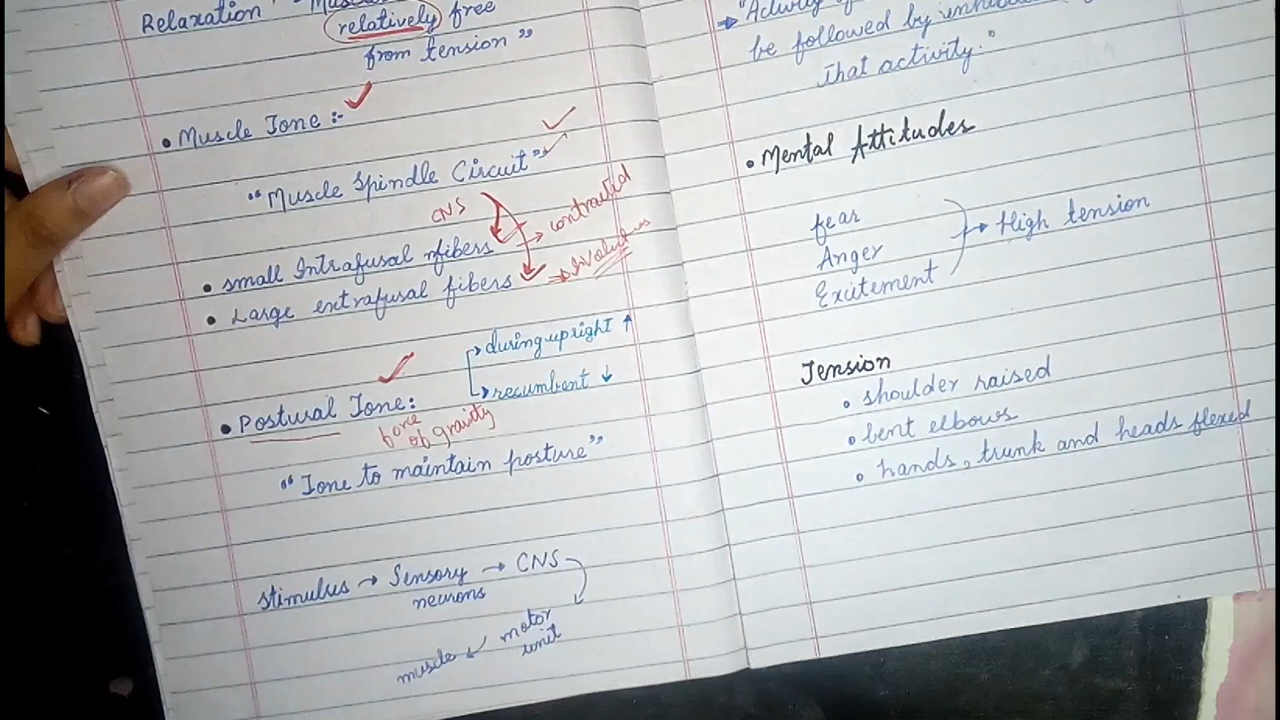 Relaxation
relatively free
from tension"
• Muscle Tone :-
"Muscle Spindle Circuit"
CNS
contracted
• small Intrafusal nfibers
• Large extrafusal fibers
during upright ↑
recumbent ↓
• Postural Tone:
force of gravity
"Tone to maintain posture"
stimulus → Sensory neurons → CNS
motor unit
muscle
"Activity of
be followed by
that activity."
• Mental Attitudes
fear
Anger
Excitement
→ High tension
Tension
• shoulder raised
• bent elbows
• hands, trunk and heads flexed